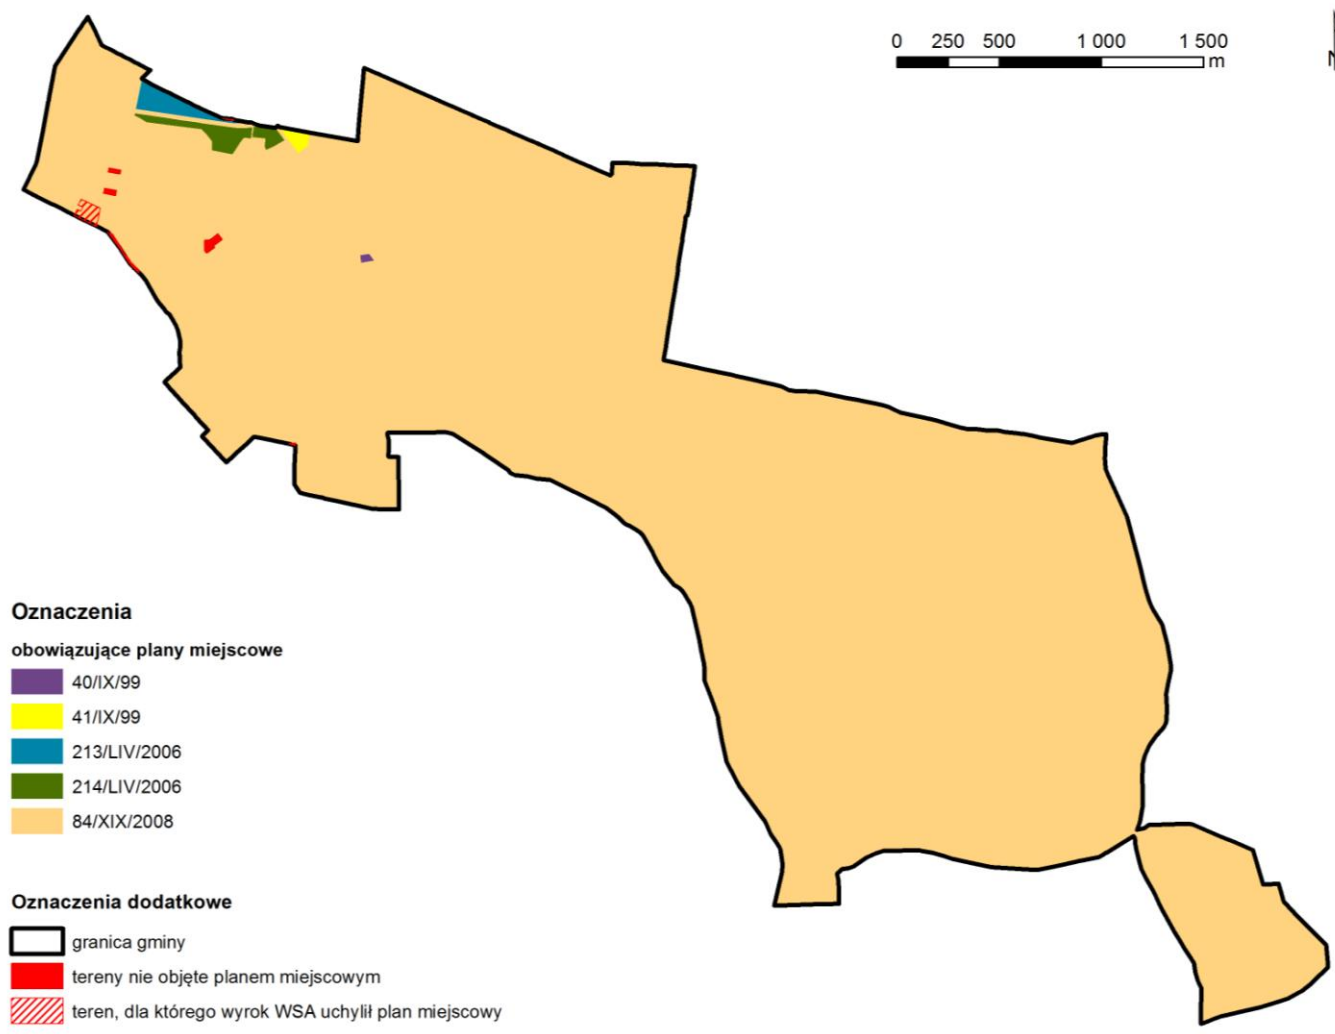 0 250 500 1 000 1 500
m
Oznaczenia
obowiązujące plany miejscowe
40/IX/99
41/IX/99
213/LIV/2006
214/LIV/2006
84/XIX/2008
Oznaczenia dodatkowe
granica gminy
tereny nie objęte planem miejscowym
teren, dla którego wyrok WSA uchylił plan miejscowy